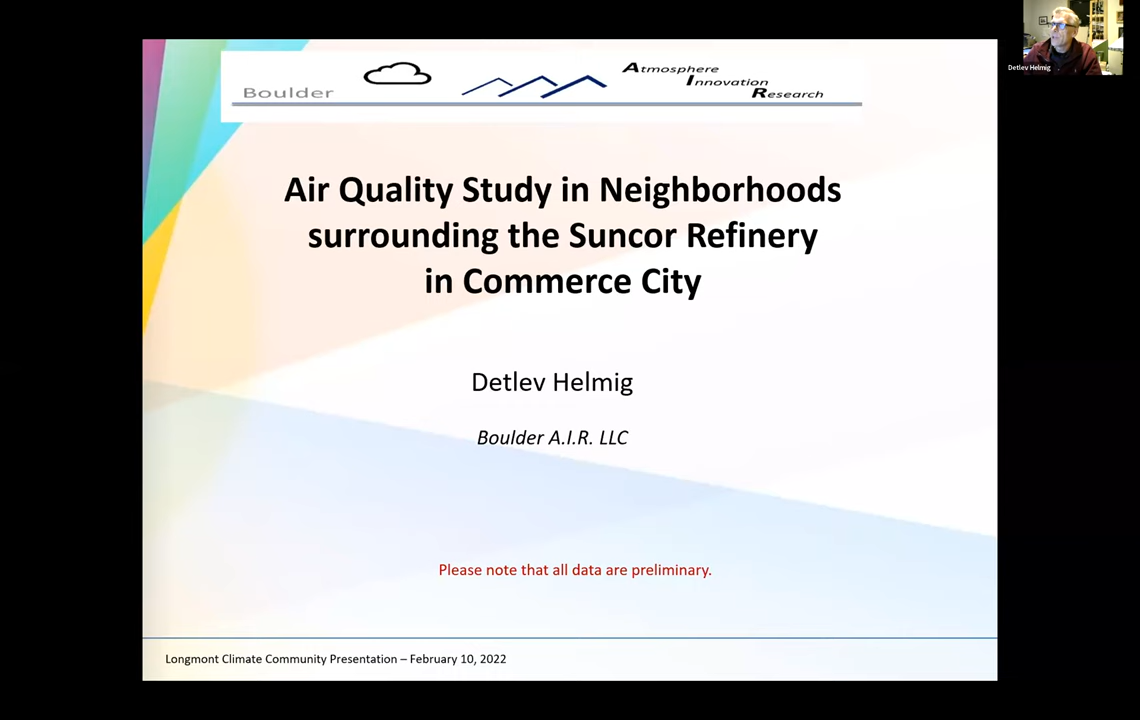 Boulder
Atmosphere
Innovation
Research
Detlev Helmig
Air Quality Study in Neighborhoods
surrounding the Suncor Refinery
in Commerce City
Detlev Helmig
Boulder A.I.R. LLC
Please note that all data are preliminary.
Longmont Climate Community Presentation – February 10, 2022